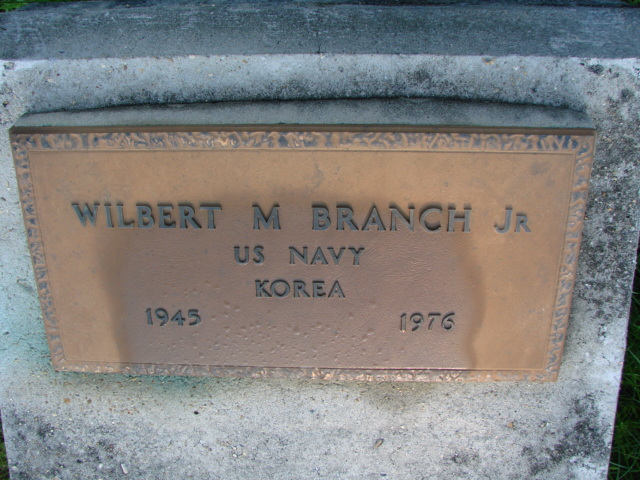 WILBERT M BRANCH JR
US NAVY
KOREA
1945 1976